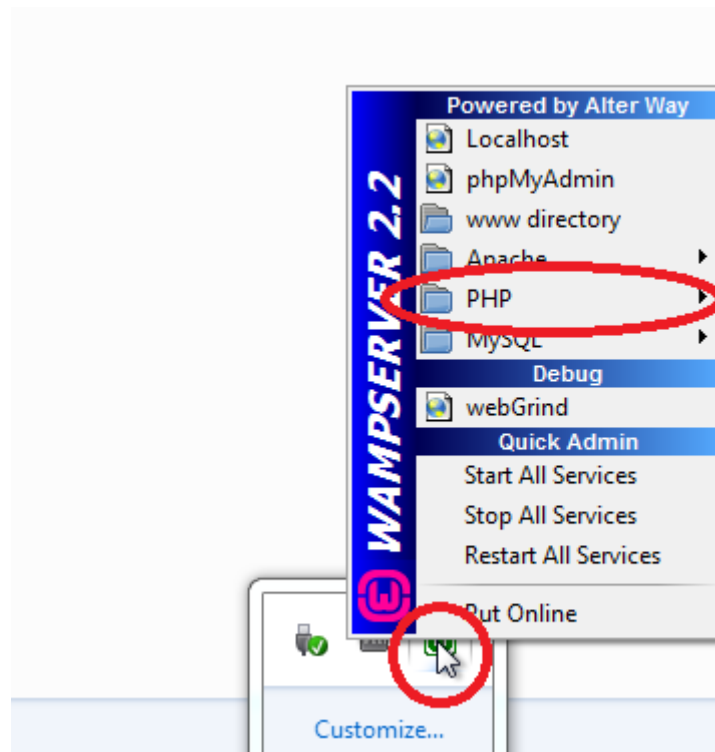 Powered by Alter Way
Localhost
phpMyAdmin
www directory
Apache
PHP
MySQL
Debug
webGrind
Quick Admin
Start All Services
Stop All Services
Restart All Services
Put Online
WAMPSERVER 2.2
Customize...